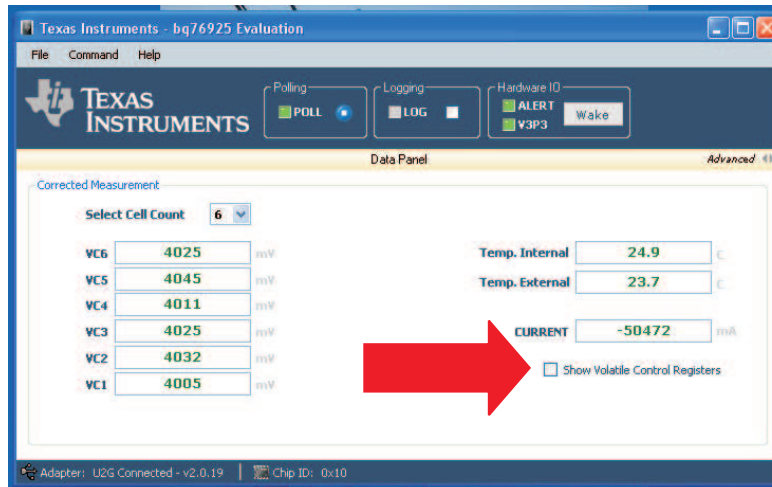 Texas Instruments - bq76925 Evaluation
File Command Help
TEXAS INSTRUMENTS
Polling
POLL
Logging
LOG
Hardware IO
ALERT
V3P3
Wake
Data Panel
Advanced
Corrected Measurement
Select Cell Count 6
VC6 4025 mV
VC5 4045 mV
VC4 4011 mV
VC3 4025 mV
VC2 4032 mV
VC1 4005 mV
Temp. Internal 24.9 C
Temp. External 23.7 C
CURRENT -50472 mA
Show Volatile Control Registers
Adapter: U2G Connected - v2.0.19 Chip ID: 0x10